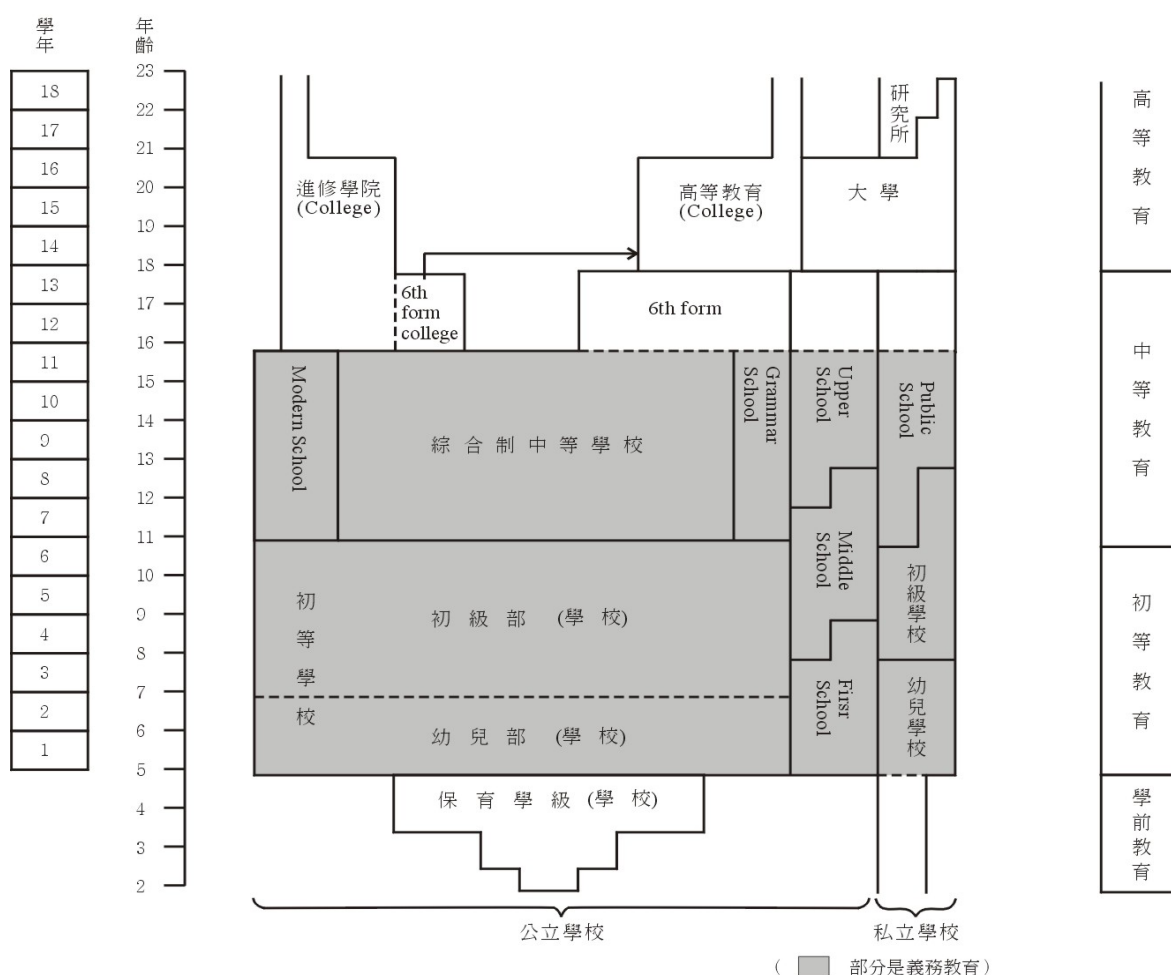 學年
年齡
18
17
16
15
14
13
12
11
10
9
8
7
6
5
4
3
2
1
23
22
21
20
19
18
17
16
15
14
13
12
11
10
9
8
7
6
5
4
3
2
進修學院
(College)
高等教育
(College)
大學
研究所
6th
form
college
6th form
Modern School
綜合制中等學校
Grammar
School
Upper
School
Public
School
Middle
School
初等學校
初級部 (學校)
初級學校
幼兒部 (學校)
Firsr
School
幼兒學校
保育學級 (學校)
公立學校
私立學校
( 部分是義務教育)
高等教育
中等教育
初等教育
學前教育